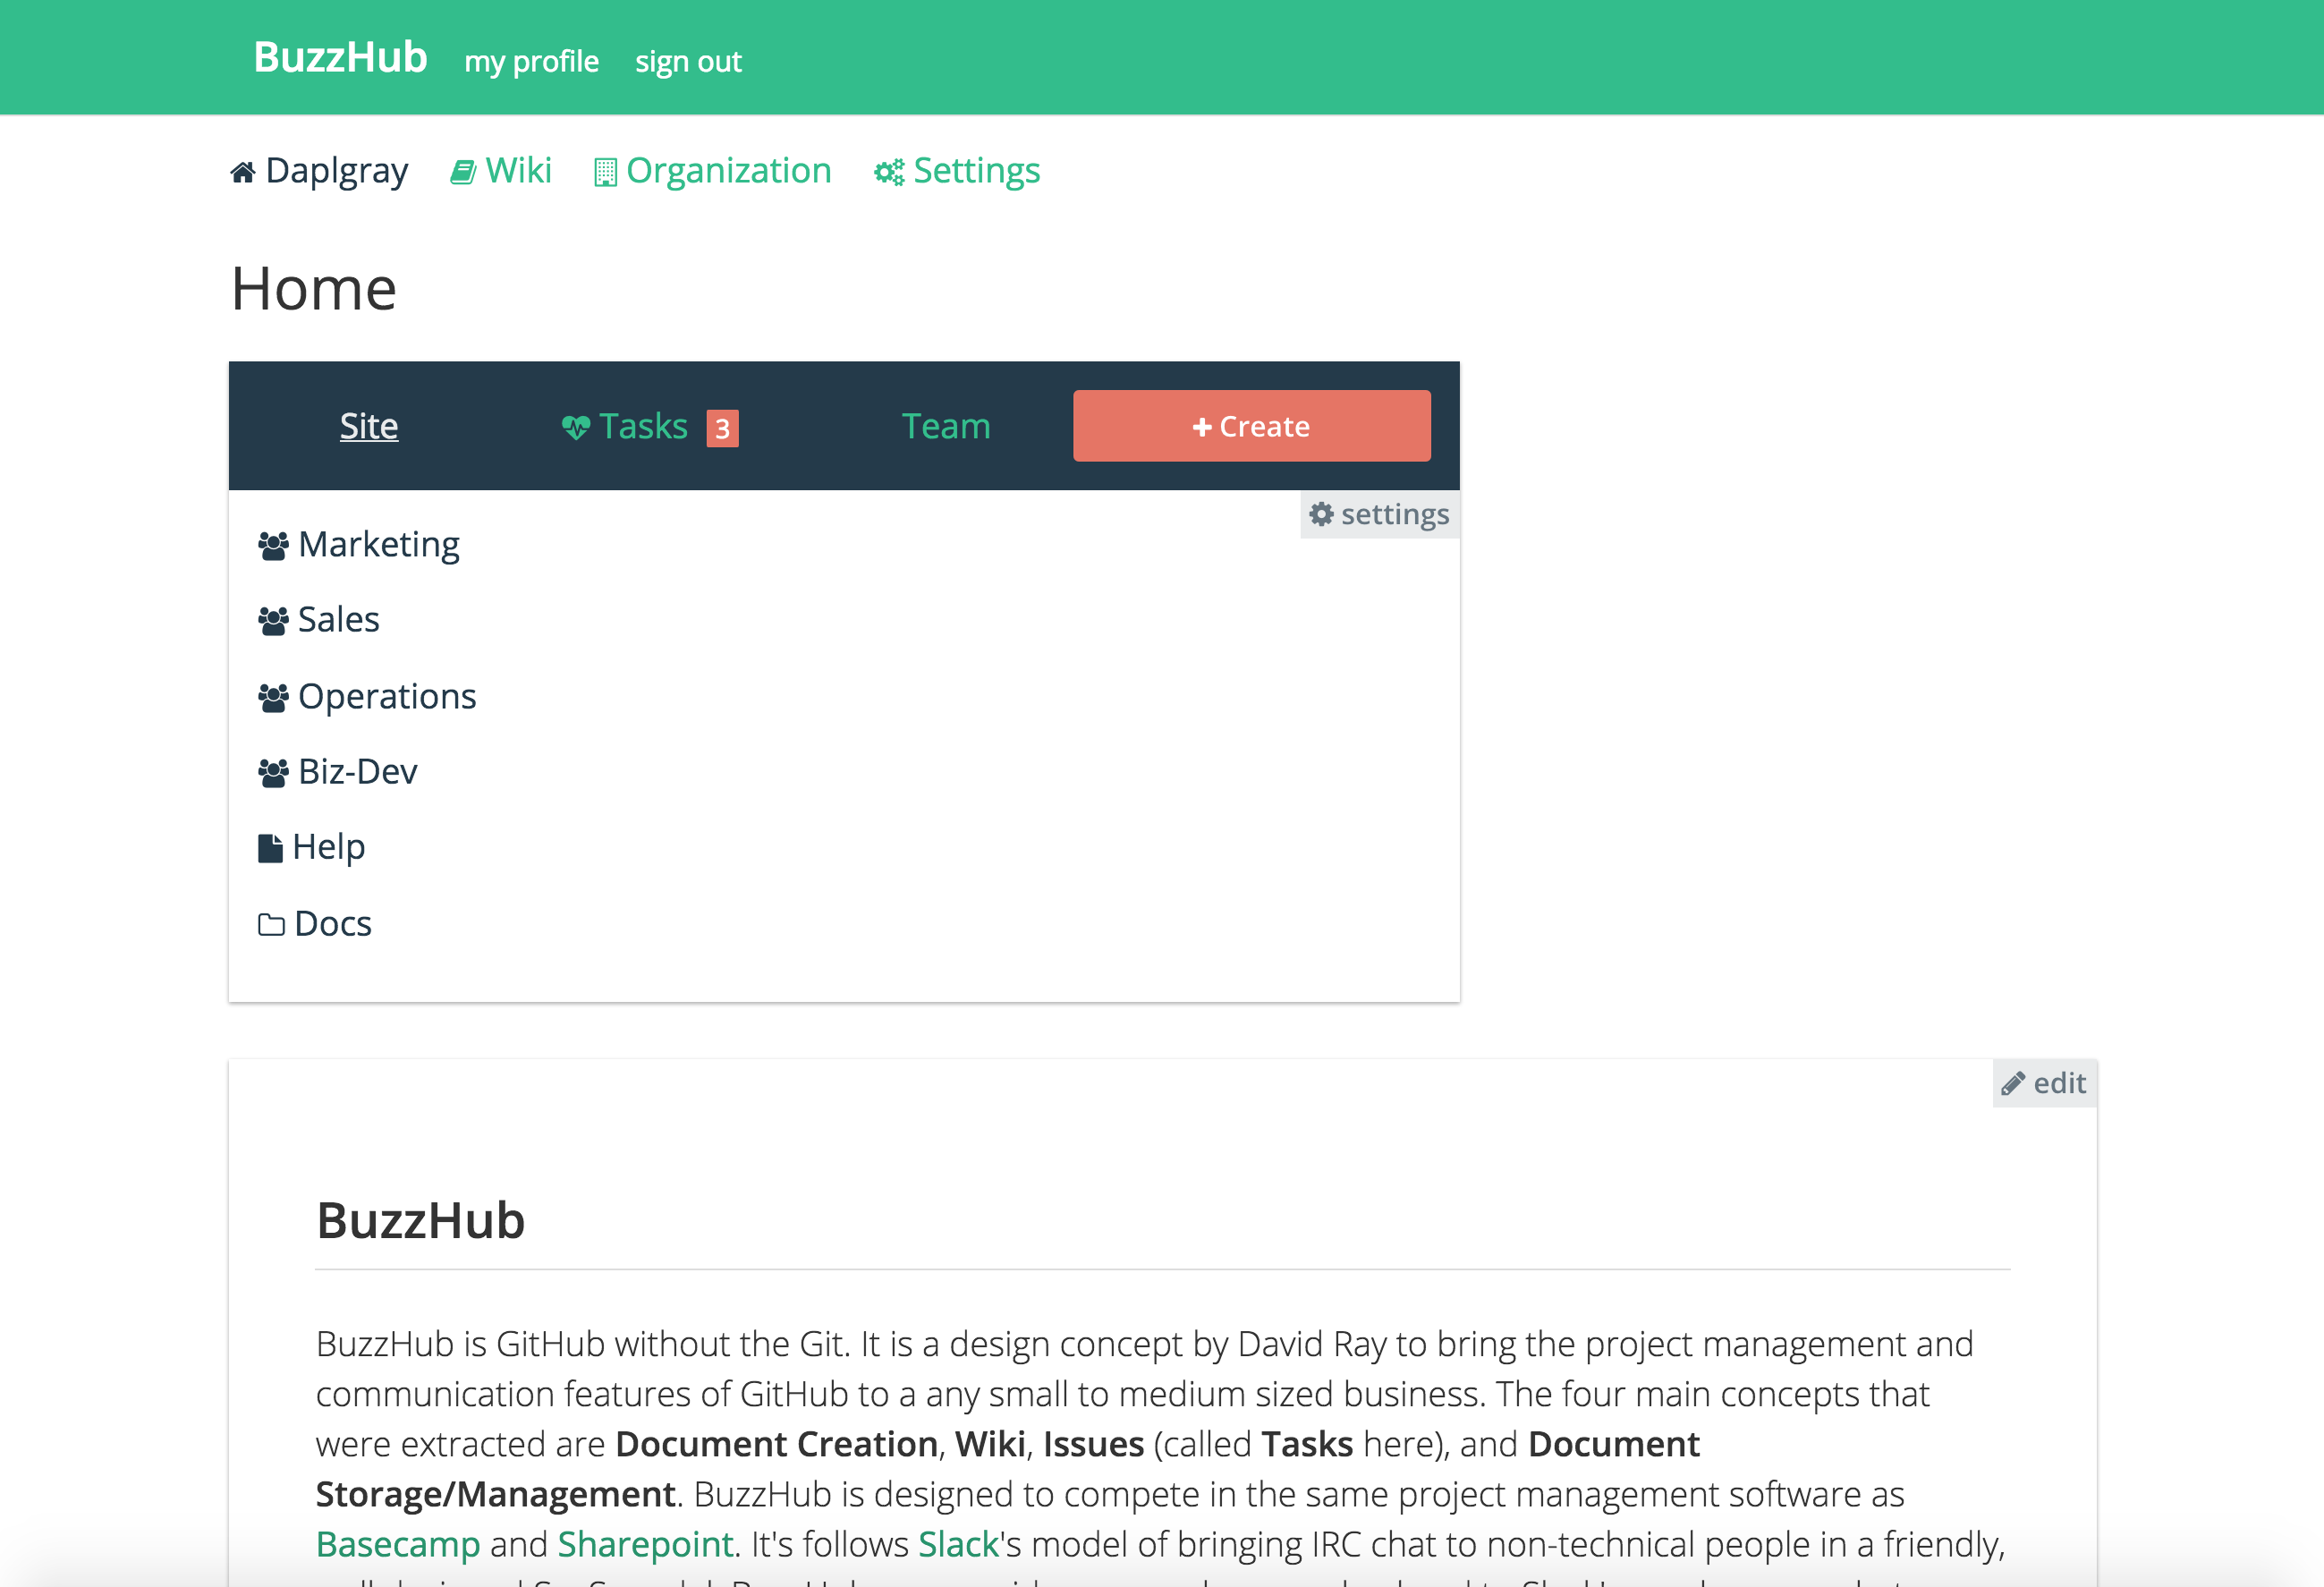 BuzzHub my profile sign out
Daplgray Wiki Organization Settings
Home
Site Tasks 3 Team + Create
settings
Marketing
Sales
Operations
Biz-Dev
Help
Docs
edit
BuzzHub
BuzzHub is GitHub without the Git. It is a design concept by David Ray to bring the project management and
communication features of GitHub to a any small to medium sized business. The four main concepts that
were extracted are Document Creation, Wiki, Issues (called Tasks here), and Document
Storage/Management. BuzzHub is designed to compete in the same project management software as
Basecamp and Sharepoint. It's follows Slack's model of bringing IRC chat to non-technical people in a friendly,